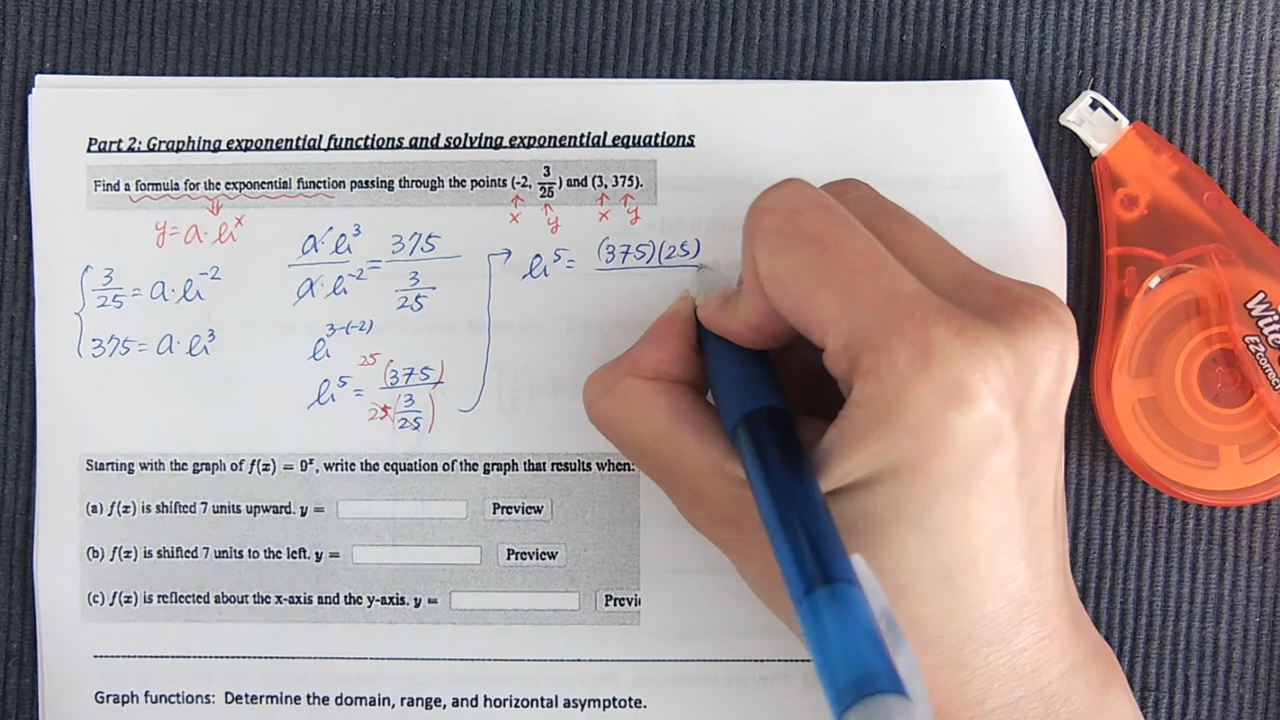 Part 2: Graphing exponential functions and solving exponential equations
Find a formula for the exponential function passing through the points (-2, 3/25) and (3, 375).
x y x y
y = a·b^x
{ 3/25 = a·b^-2
375 = a·b^3
a·b^3 / a·b^-2 = 375 / (3/25)
b^3-(-2)
b^5 = 25 (375) / 25 (3/25)
b^5 = (375)(25)
Starting with the graph of f(x) = 9^x, write the equation of the graph that results when:
(a) f(x) is shifted 7 units upward. y = Preview
(b) f(x) is shifted 7 units to the left. y = Preview
(c) f(x) is reflected about the x-axis and the y-axis. y = Previ
Graph functions: Determine the domain, range, and horizontal asymptote.
Wite
EZcorrec